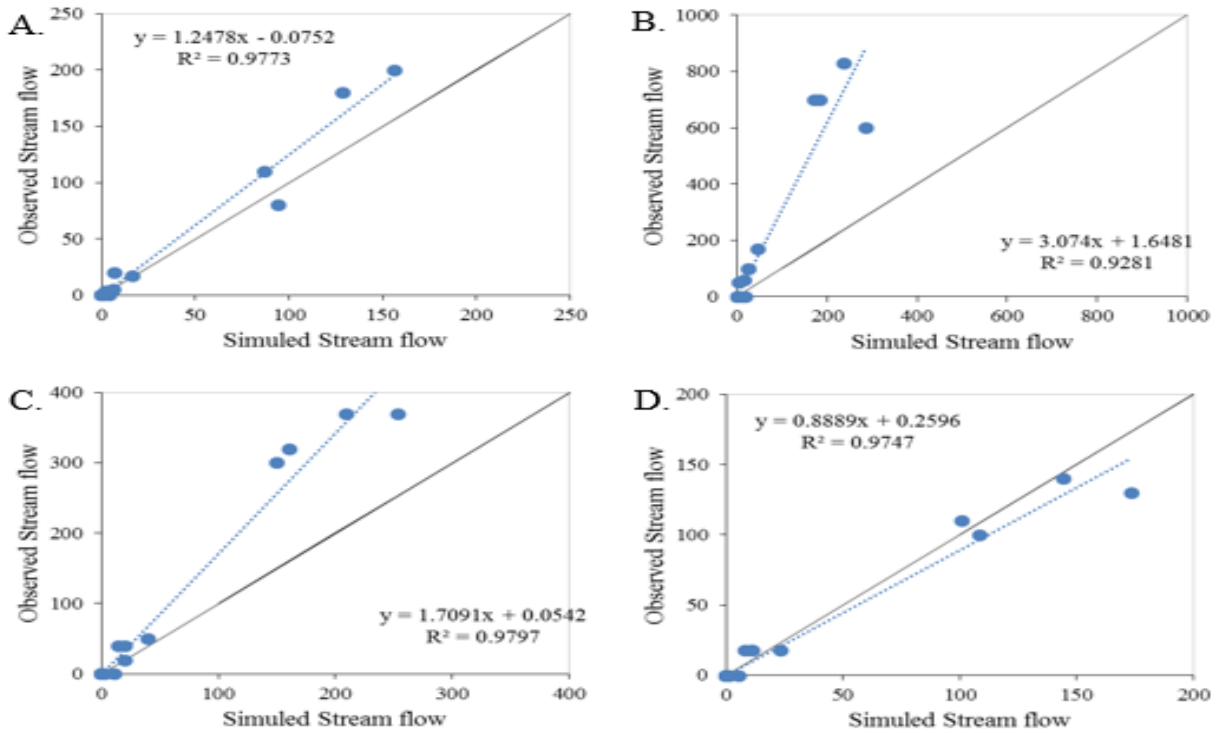 A.
y = 1.2478x - 0.0752
R² = 0.9773
Observed Stream flow
250
200
150
100
50
0
0 50 100 150 200 250
Simuled Stream flow
B.
Observed Stream flow
1000
800
600
400
200
0
y = 3.074x + 1.6481
R² = 0.9281
0 200 400 600 800 1000
Simuled Stream flow
C.
Observed Stream flow
400
300
200
100
0
y = 1.7091x + 0.0542
R² = 0.9797
0 100 200 300 400
Simuled Stream flow
D.
y = 0.8889x + 0.2596
R² = 0.9747
Observed Stream flow
200
150
100
50
0
0 50 100 150 200
Simuled Stream flow